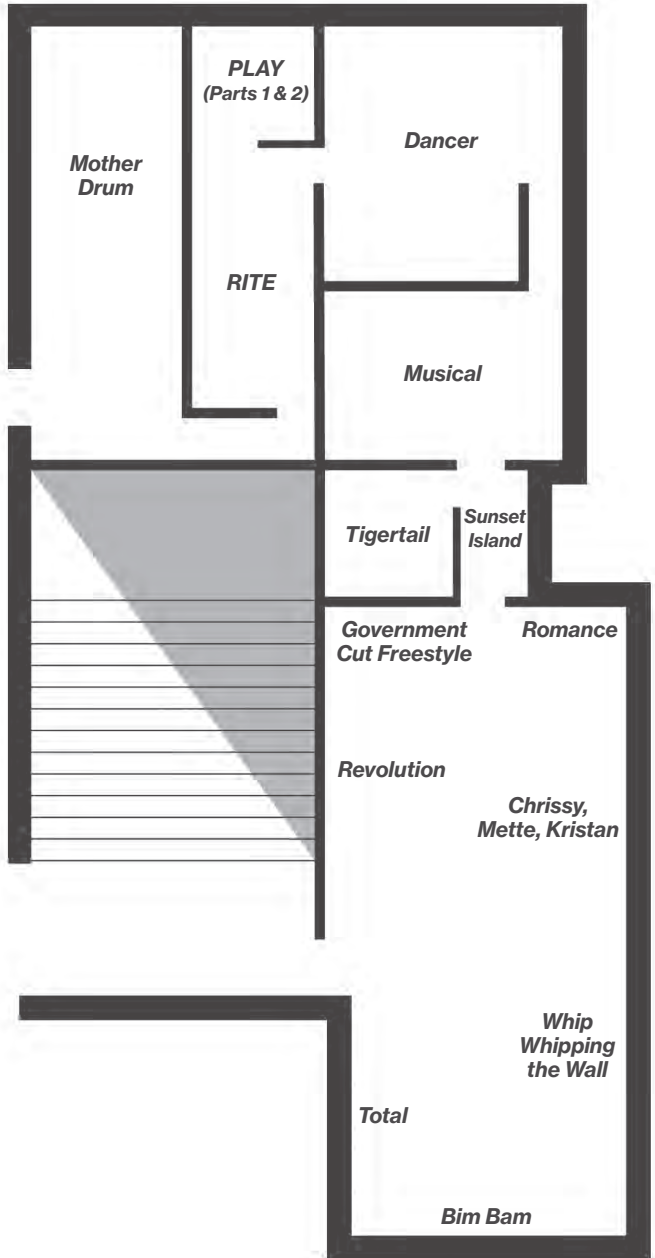 PLAY
(Parts 1 & 2)
Dancer
Mother
Drum
RITE
Musical
Tigertail
Sunset
Island
Government
Cut Freestyle
Romance
Revolution
Chrissy,
Mette, Kristan
Whip
Whipping
the Wall
Total
Bim Bam